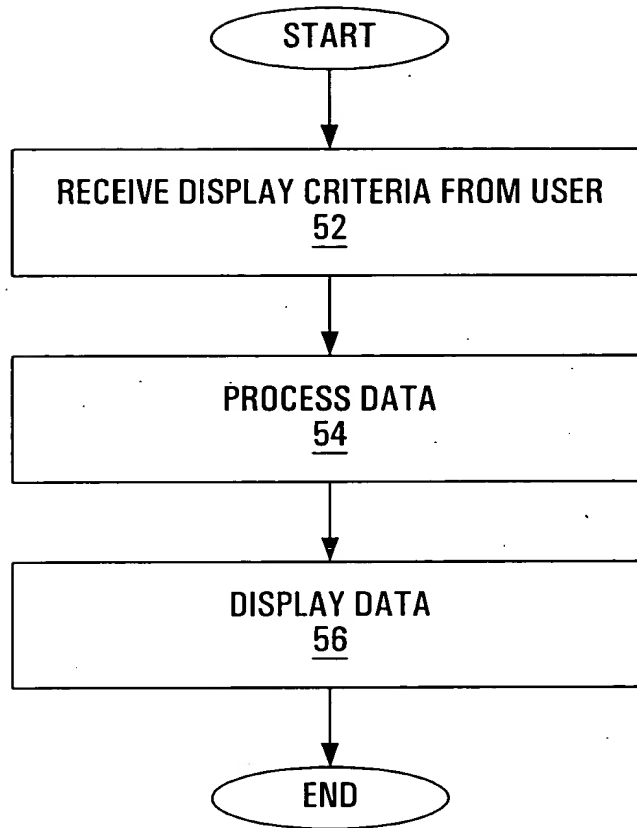 START
RECEIVE DISPLAY CRITERIA FROM USER
52
PROCESS DATA
54
DISPLAY DATA
56
END